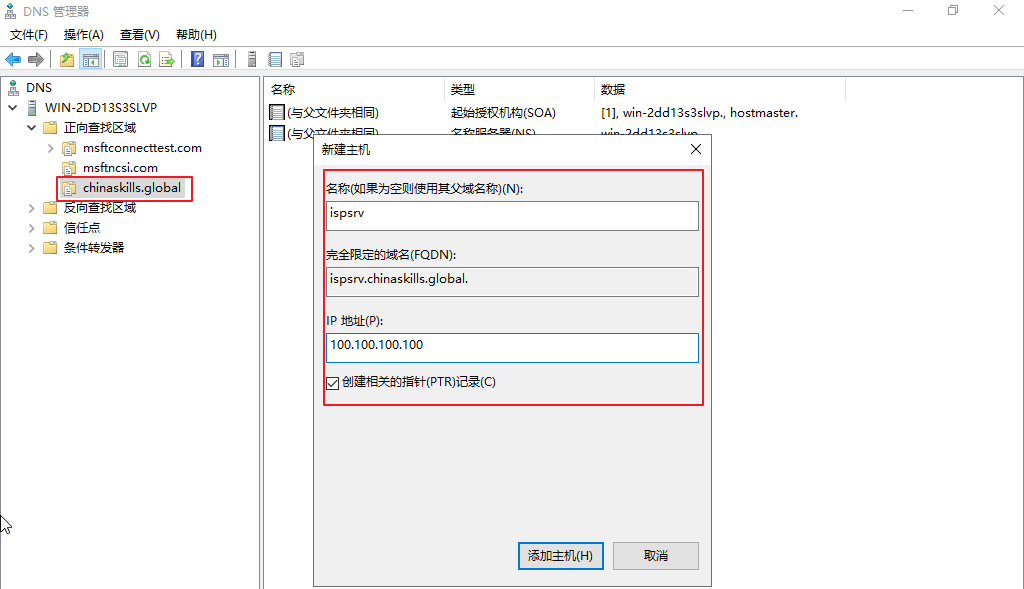 DNS 管理器
文件(F) 操作(A) 查看(V) 帮助(H)
DNS
WIN-2DD13S3SLVP
正向查找区域
msftconnecttest.com
msftncsi.com
chinaskills.global
反向查找区域
信任点
条件转发器
名称 类型 数据
(与父文件夹相同) 起始授权机构(SOA) [1], win-2dd13s3slvp., hostmaster.
(与父文件夹相同) 名称服务器(NS) win-2dd13s3slvp.
新建主机
名称(如果为空则使用其父域名称)(N):
ispsrv
完全限定的域名(FQDN):
ispsrv.chinaskills.global.
IP 地址(P):
100.100.100.100
创建相关的指针(PTR)记录(C)
添加主机(H) 取消